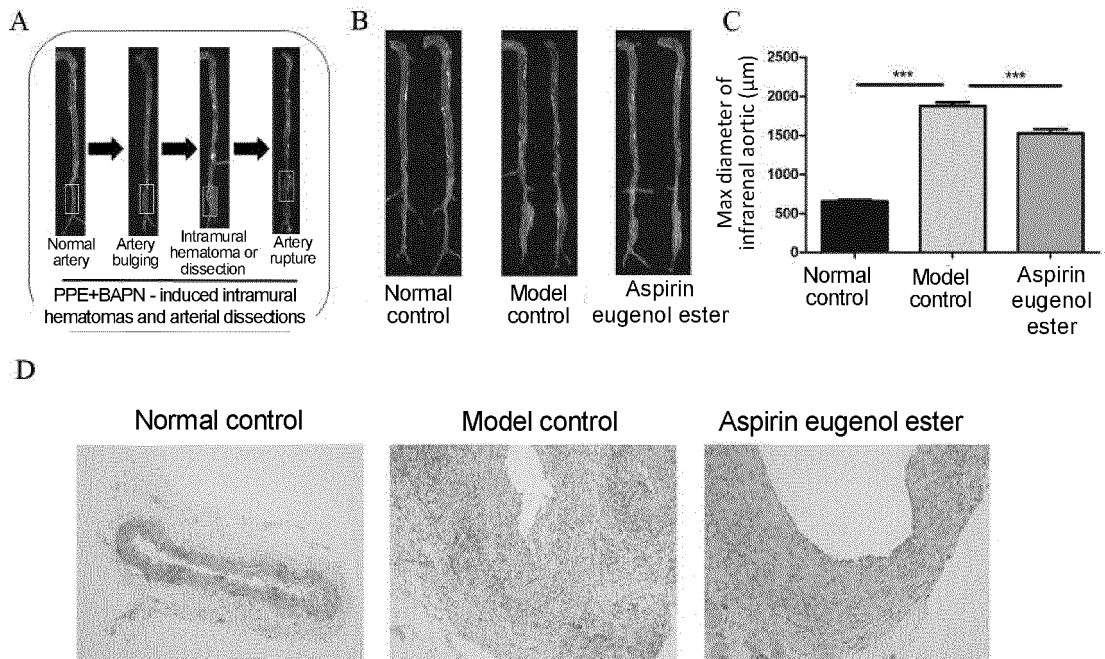 A
Normal
artery
Artery
bulging
Intramural
hematoma or
dissection
Artery
rupture
PPE+BAPN - induced intramural
hematomas and arterial dissections
B
Normal
control
Model
control
Aspirin
eugenol ester
C
Max diameter of
infrarenal aortic (μm)
2500
2000
1500
1000
500
0
***
***
Normal
control
Model
control
Aspirin
eugenol
ester
D
Normal control
Model control
Aspirin eugenol ester